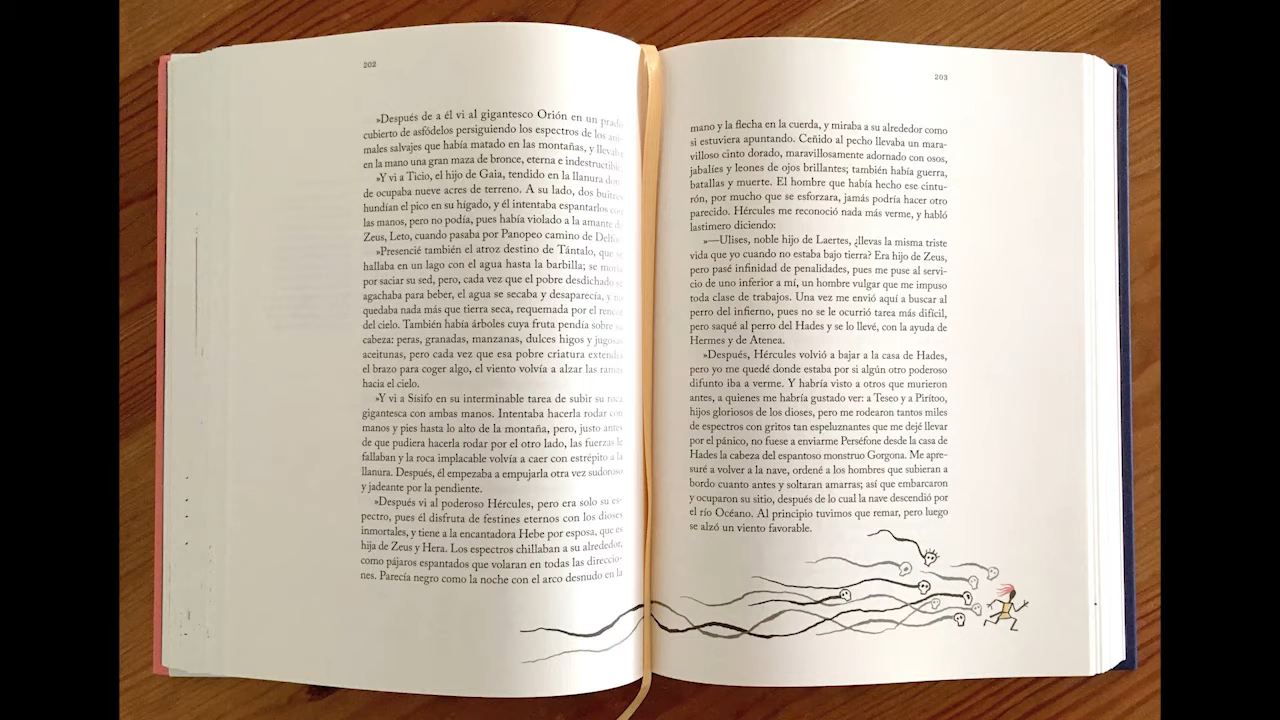 202
»Después de a él vi al gigantesco Orión en un prado
cubierto de asfódelos persiguiendo los espectros de los ani-
males salvajes que había matado en las montañas, y llevaba
en la mano una gran maza de bronce, eterna e indestructible.
»Y vi a Ticio, el hijo de Gaia, tendido en la llanura don-
de ocupaba nueve acres de terreno. A su lado, dos buitres
hundían el pico en su hígado, y él intentaba espantarlos con
las manos, pero no podía, pues había violado a la amante de
Zeus, Leto, cuando pasaba por Panopeo camino de Delfos.
»Presencié también el atroz destino de Tántalo, que se
hallaba en un lago con el agua hasta la barbilla; se moría
por saciar su sed, pero, cada vez que el pobre desdichado se
agachaba para beber, el agua se secaba y desaparecía, y no
quedaba nada más que tierra seca, requemada por el rencor
del cielo. También había árboles cuya fruta pendía sobre su
cabeza: peras, granadas, manzanas, dulces higos y jugosas
aceitunas, pero cada vez que esa pobre criatura extendía
el brazo para coger algo, el viento volvía a alzar las ramas
hacia el cielo.
»Y vi a Sísifo en su interminable tarea de subir su roca
gigantesca con ambas manos. Intentaba hacerla rodar con
manos y pies hasta lo alto de la montaña, pero, justo antes
de que pudiera hacerla rodar por el otro lado, las fuerzas le
fallaban y la roca implacable volvía a caer con estrépito a la
llanura. Después, él empezaba a empujarla otra vez sudoroso
y jadeante por la pendiente.
»Después vi al poderoso Hércules, pero era solo su es-
pectro, pues él disfruta de festines eternos con los dioses
inmortales, y tiene a la encantadora Hebe por esposa, que es
hija de Zeus y Hera. Los espectros chillaban a su alrededor,
como pájaros espantados que volaran en todas las direccio-
nes. Parecía negro como la noche con el arco desnudo en la
203
mano y la flecha en la cuerda, y miraba a su alrededor como
si estuviera apuntando. Ceñido al pecho llevaba un mara-
villoso cinto dorado, maravillosamente adornado con osos,
jabalíes y leones de ojos brillantes; también había guerra,
batallas y muerte. El hombre que había hecho ese cintu-
rón, por mucho que se esforzara, jamás podría hacer otro
parecido. Hércules me reconoció nada más verme, y habló
lastimero diciendo:
»—Ulises, noble hijo de Laertes, ¿llevas la misma triste
vida que yo cuando no estaba bajo tierra? Era hijo de Zeus,
pero pasé infinidad de penalidades, pues me puse al servi-
cio de uno inferior a mí, un hombre vulgar que me impuso
toda clase de trabajos. Una vez me envió aquí a buscar al
perro del infierno, pues no se le ocurrió tarea más difícil,
pero saqué al perro del Hades y se lo llevé, con la ayuda de
Hermes y de Atenea.
»Después, Hércules volvió a bajar a la casa de Hades,
pero yo me quedé donde estaba por si algún otro poderoso
difunto iba a verme. Y habría visto a otros que murieron
antes, a quienes me habría gustado ver: a Teseo y a Pirítoo,
hijos gloriosos de los dioses, pero me rodearon tantos miles
de espectros con gritos tan espeluznantes que me dejé llevar
por el pánico, no fuese a enviarme Perséfone desde la casa de
Hades la cabeza del espantoso monstruo Gorgona. Me apre-
suré a volver a la nave, ordené a los hombres que subieran a
bordo cuanto antes y soltaran amarras; así que embarcaron
y ocuparon su sitio, después de lo cual la nave descendió por
el río Océano. Al principio tuvimos que remar, pero luego
se alzó un viento favorable.